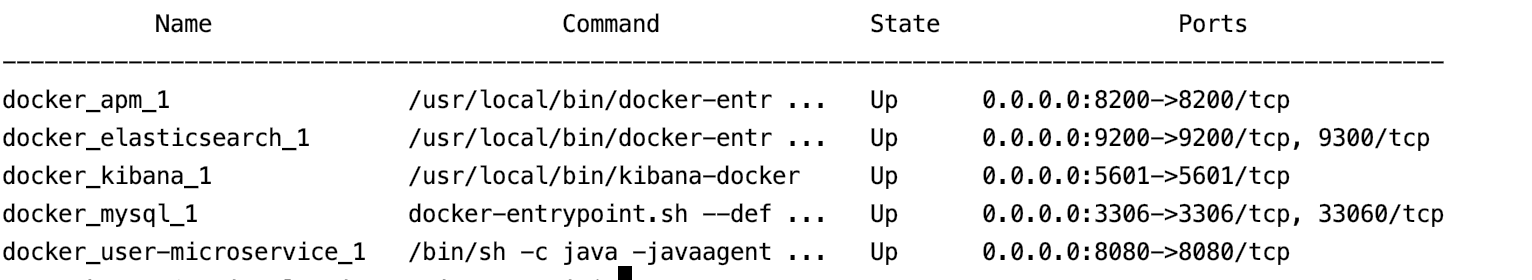 Name Command State Ports
--------------------------------------------------------------------------------------------------------
docker_apm_1 /usr/local/bin/docker-entr ... Up 0.0.0.0:8200->8200/tcp
docker_elasticsearch_1 /usr/local/bin/docker-entr ... Up 0.0.0.0:9200->9200/tcp, 9300/tcp
docker_kibana_1 /usr/local/bin/kibana-docker Up 0.0.0.0:5601->5601/tcp
docker_mysql_1 docker-entrypoint.sh --def ... Up 0.0.0.0:3306->3306/tcp, 33060/tcp
docker_user-microservice_1 /bin/sh -c java -javaagent ... Up 0.0.0.0:8080->8080/tcp